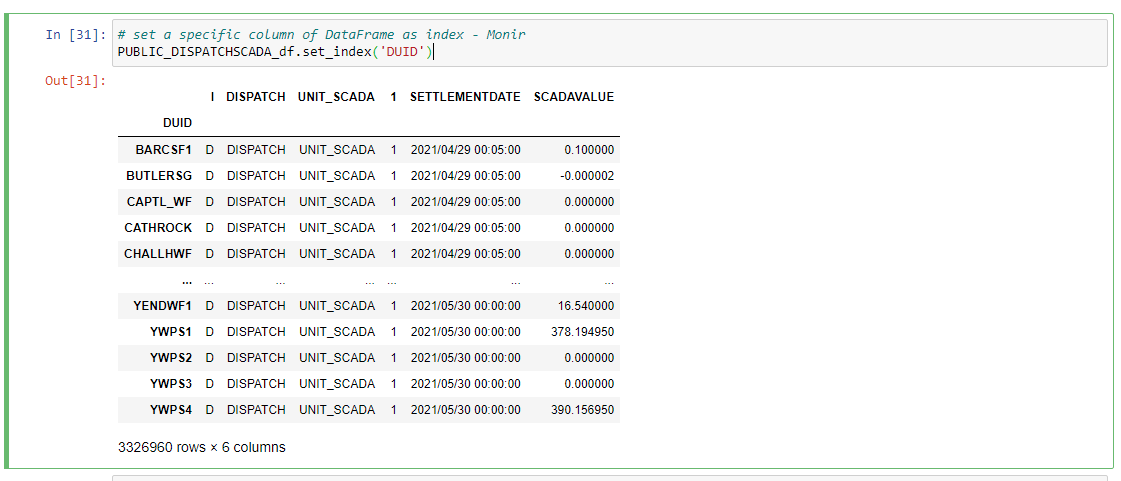 In [31]: # set a specific column of DataFrame as index - Monir
PUBLIC_DISPATCHSCADA_df.set_index('DUID')
Out[31]:
I DISPATCH UNIT_SCADA 1 SETTLEMENTDATE SCADAVALUE
DUID
BARCSF1 D DISPATCH UNIT_SCADA 1 2021/04/29 00:05:00 0.100000
BUTLERSG D DISPATCH UNIT_SCADA 1 2021/04/29 00:05:00 -0.000002
CAPTL_WF D DISPATCH UNIT_SCADA 1 2021/04/29 00:05:00 0.000000
CATHROCK D DISPATCH UNIT_SCADA 1 2021/04/29 00:05:00 0.000000
CHALLHWF D DISPATCH UNIT_SCADA 1 2021/04/29 00:05:00 0.000000
... ... ... ... ... ... ...
YENDWF1 D DISPATCH UNIT_SCADA 1 2021/05/30 00:00:00 16.540000
YWPS1 D DISPATCH UNIT_SCADA 1 2021/05/30 00:00:00 378.194950
YWPS2 D DISPATCH UNIT_SCADA 1 2021/05/30 00:00:00 0.000000
YWPS3 D DISPATCH UNIT_SCADA 1 2021/05/30 00:00:00 0.000000
YWPS4 D DISPATCH UNIT_SCADA 1 2021/05/30 00:00:00 390.156950
3326960 rows × 6 columns